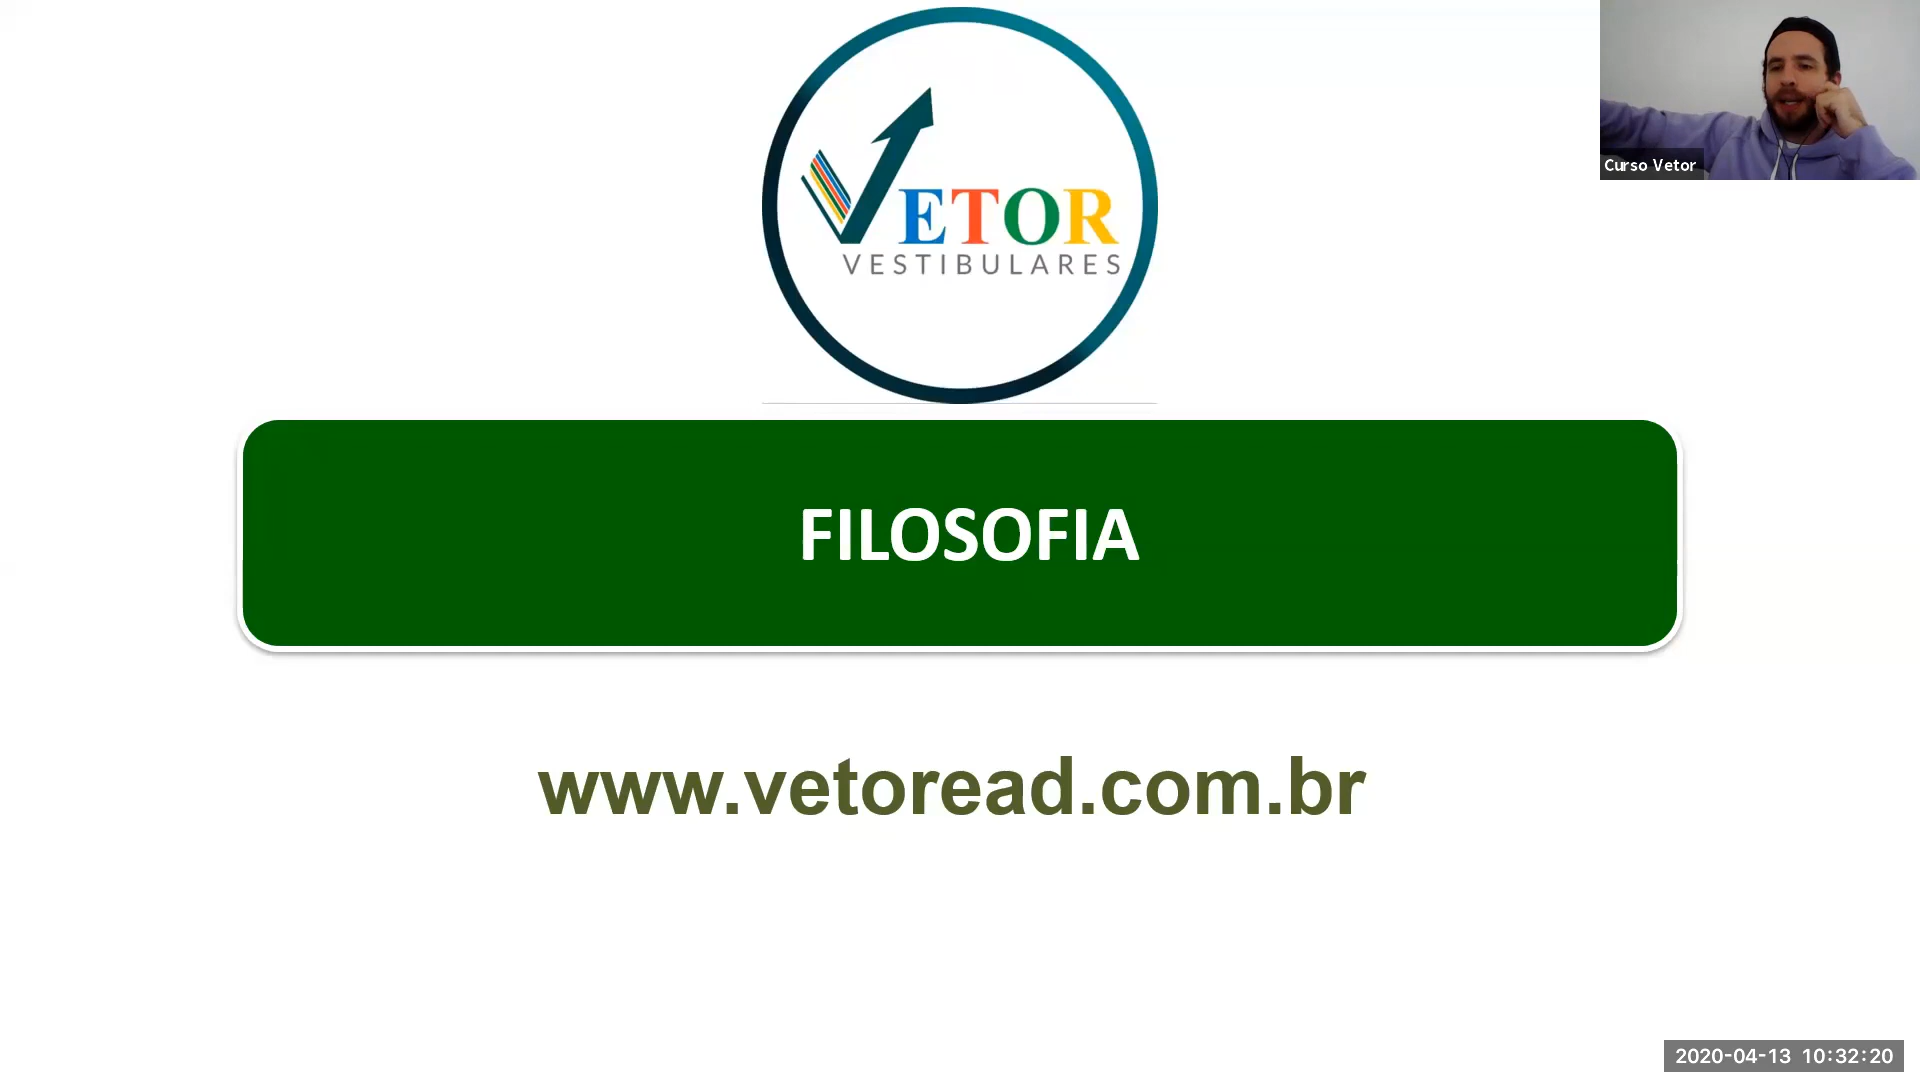 VETOR
VESTIBULARES
Curso Vetor
FILOSOFIA
www.vetoread.com.br
2020-04-13 10:32:20